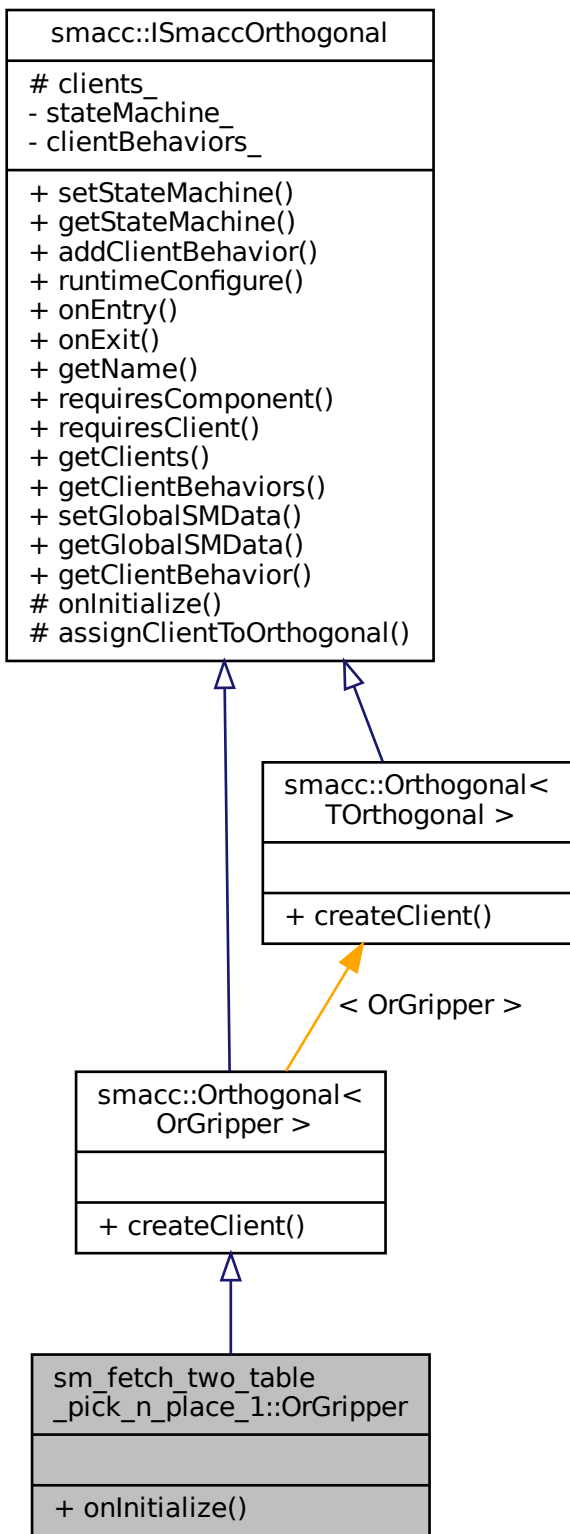 smacc::ISmaccOrthogonal
# clients_
- stateMachine_
- clientBehaviors_
+ setStateMachine()
+ getStateMachine()
+ addClientBehavior()
+ runtimeConfigure()
+ onEntry()
+ onExit()
+ getName()
+ requiresComponent()
+ requiresClient()
+ getClients()
+ getClientBehaviors()
+ setGlobalSMData()
+ getGlobalSMData()
+ getClientBehavior()
# onInitialize()
# assignClientToOrthogonal()
smacc::Orthogonal<
TOrthogonal >
+ createClient()
< OrGripper >
smacc::Orthogonal<
OrGripper >
+ createClient()
sm_fetch_two_table
_pick_n_place_1::OrGripper
+ onInitialize()